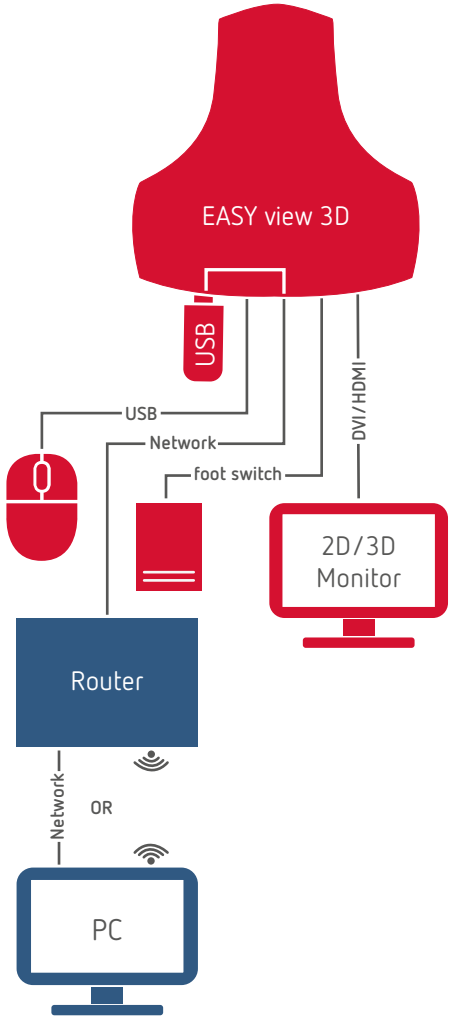 EASY view 3D
USB
USB
Network
foot switch
DVI/HDMI
2D/3D
Monitor
Router
Network
OR
PC